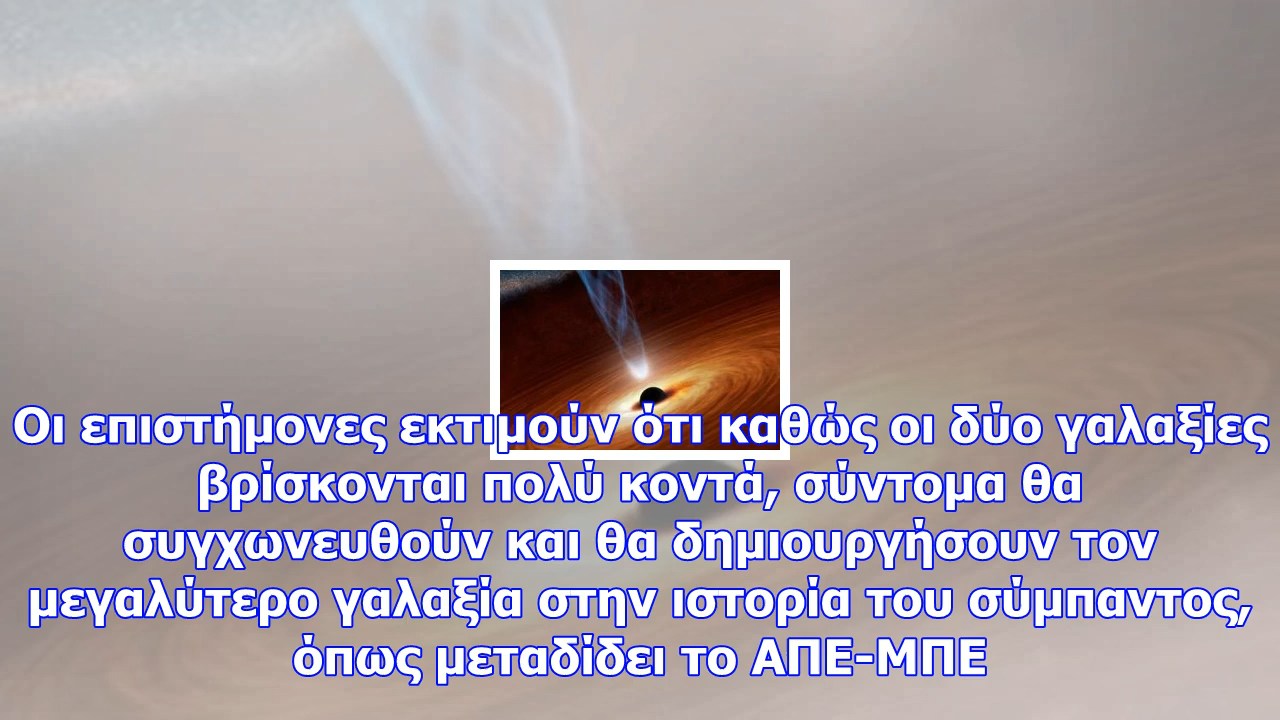 Οι επιστήμονες εκτιμούν ότι καθώς οι δύο γαλαξίες
βρίσκονται πολύ κοντά, σύντομα θα
συγχωνευθούν και θα δημιουργήσουν τον
μεγαλύτερο γαλαξία στην ιστορία του σύμπαντος,
όπως μεταδίδει το ΑΠΕ-ΜΠΕ